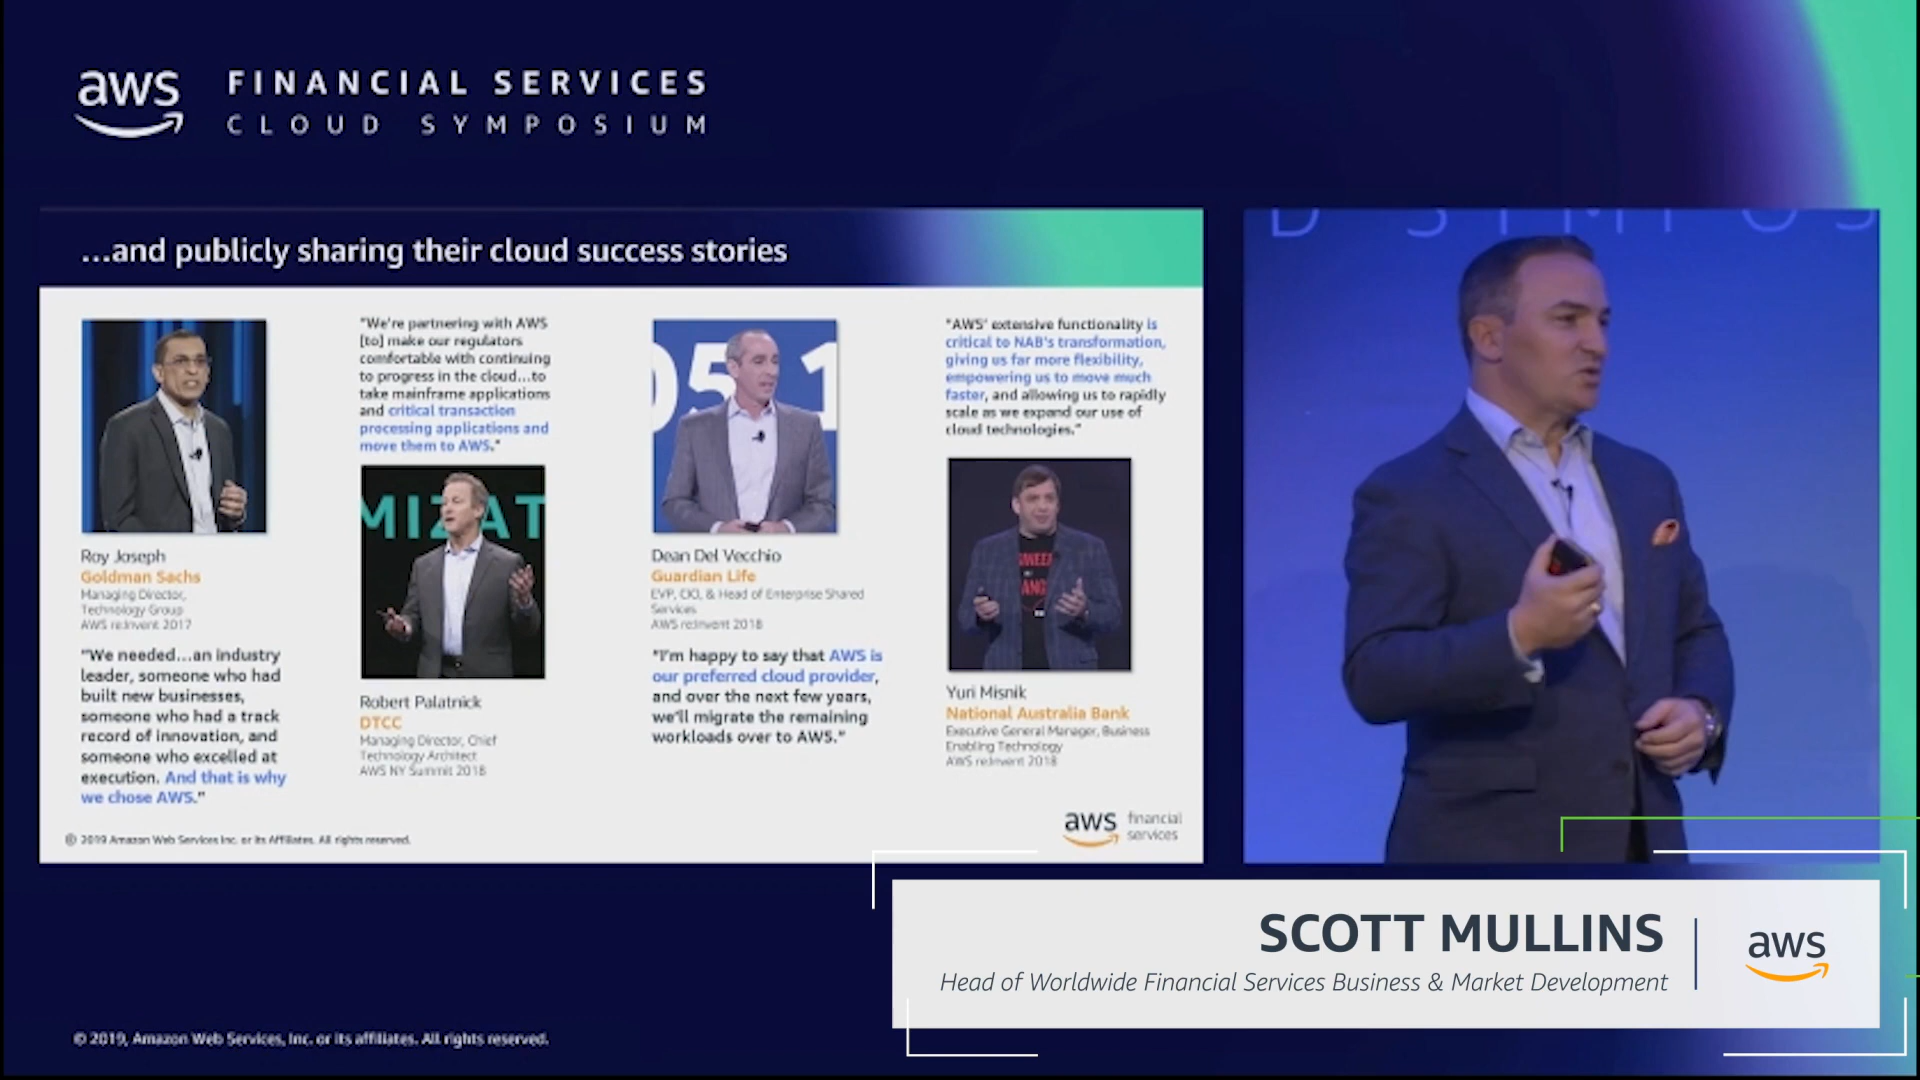 aws
FINANCIAL SERVICES
CLOUD SYMPOSIUM
...and publicly sharing their cloud success stories
Roy Joseph
Goldman Sachs
Managing Director,
Technology Group
AWS re:Invent 2017
"We needed...an industry
leader, someone who had
built new businesses,
someone who had a track
record of innovation, and
someone who excelled at
execution. And that is why
we chose AWS."
"We're partnering with AWS
[to] make our regulators
comfortable with continuing
to progress in the cloud...to
take mainframe applications
and critical transaction
processing applications and
move them to AWS."
MIZAT
Robert Palatnick
DTCC
Managing Director, Chief
Technology Architect
AWS NY Summit 2018
05.1
Dean Del Vecchio
Guardian Life
EVP, CIO, & Head of Enterprise Shared
Services
AWS re:Invent 2018
"I'm happy to say that AWS is
our preferred cloud provider,
and over the next few years,
we'll migrate the remaining
workloads over to AWS."
"AWS' extensive functionality is
critical to NAB's transformation,
giving us far more flexibility,
empowering us to move much
faster, and allowing us to rapidly
scale as we expand our use of
cloud technologies."
Yuri Misnik
National Australia Bank
Executive General Manager, Business
Enabling Technology
AWS re:Invent 2018
© 2019 Amazon Web Services Inc. or its Affiliates. All rights reserved.
aws financial
services
D SYMPOS
SCOTT MULLINS
Head of Worldwide Financial Services Business & Market Development
aws
© 2019, Amazon Web Services, Inc. or its affiliates. All rights reserved.